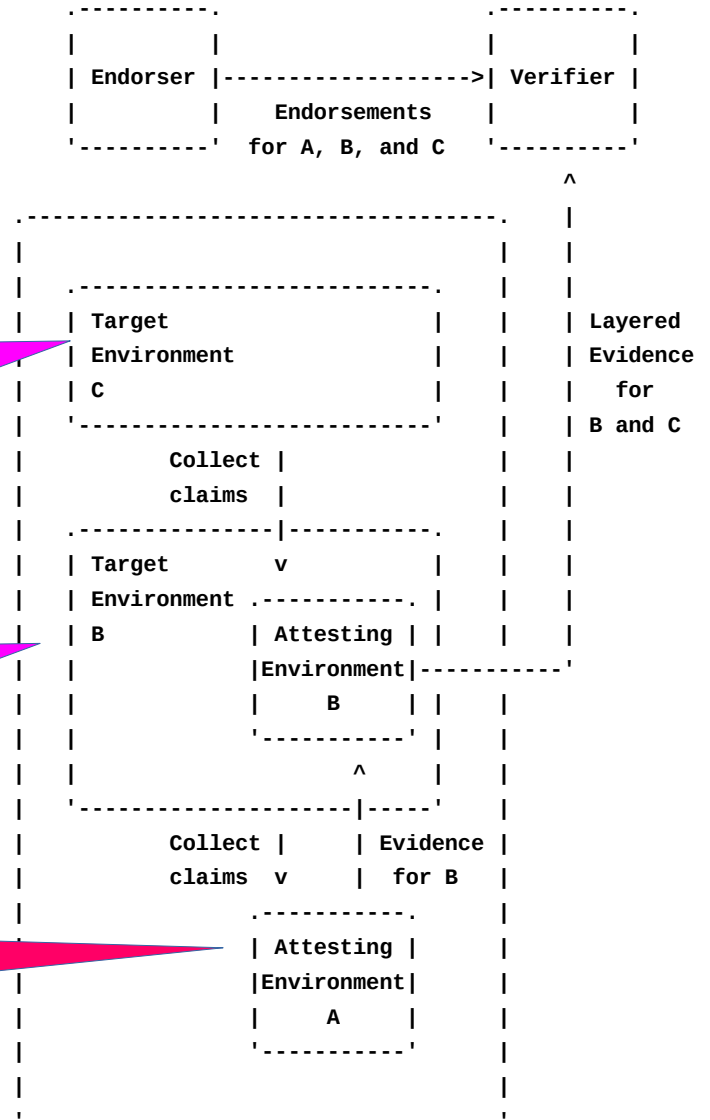 .----------.                    .----------.
|          |                    |          |
| Endorser |------------------->| Verifier |
|          |    Endorsements    |          |
'----------'  for A, B, and C   '----------'
                                      ^
.-----------------------------------.   |
|                                   |   |
|   .---------------------------.   |   |
|   | Target                    |   |   | Layered
|   | Environment               |   |   | Evidence
|   | C                         |   |   |   for
|   '---------------------------'   |   | B and C
|           Collect |               |   |
|           claims  |               |   |
|   .---------------|-----------.   |   |
|   | Target        v           |   |   |
|   | Environment .-----------. |   |   |
|   | B           | Attesting | |   |   |
|   |             |Environment|-----------'
|   |             |     B     | |   |
|   |             '-----------' |   |
|   |                     ^     |   |
|   '---------------------|-----'   |
|           Collect |     | Evidence |
|           claims  v     |  for B   |
|                 .-----------.     |
|                 | Attesting |     |
|                 |Environment|     |
|                 |     A     |     |
|                 '-----------'     |
|                                   |
'                                   '